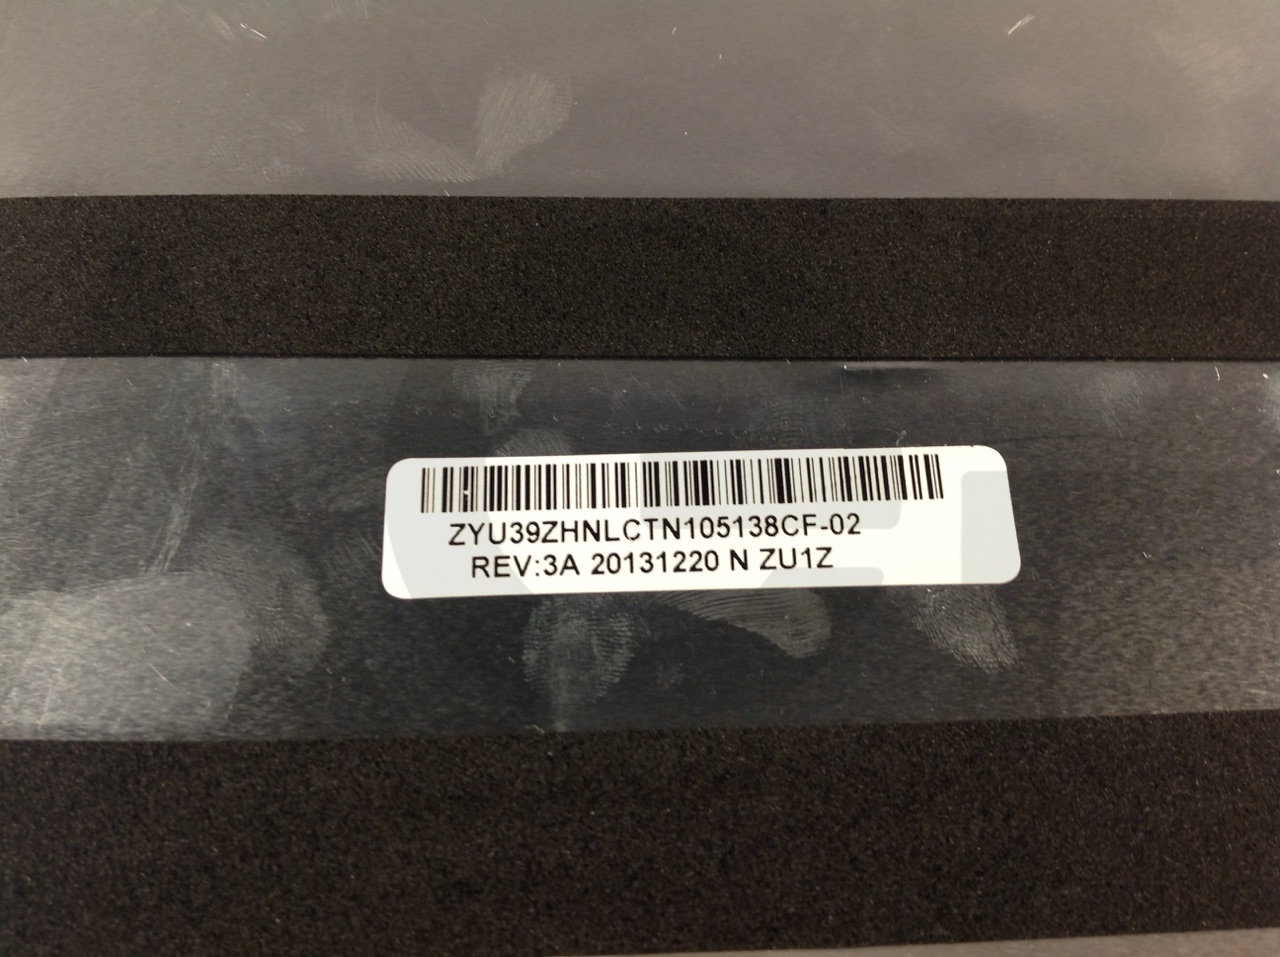 ZYU39ZHNLCTN105138CF-02
REV:3A 20131220 N ZU1Z